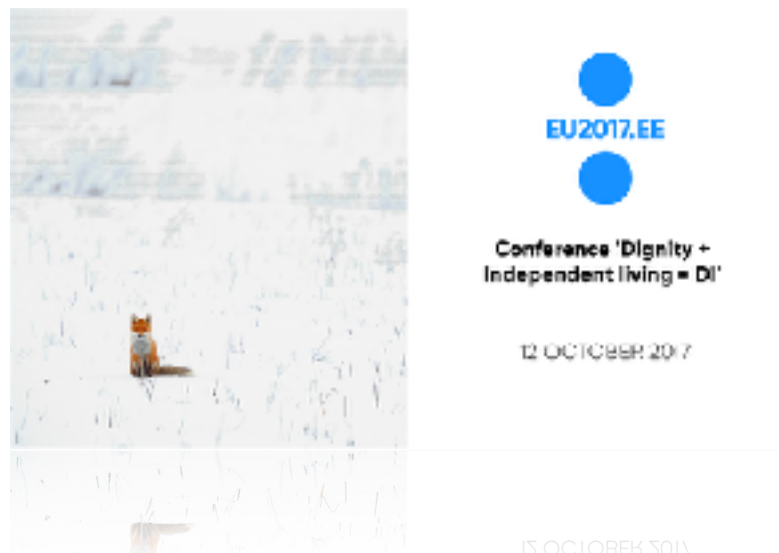 EU2017.EE
Conference 'Dignity +
Independent living = DI'
12 OCTOBER 2017